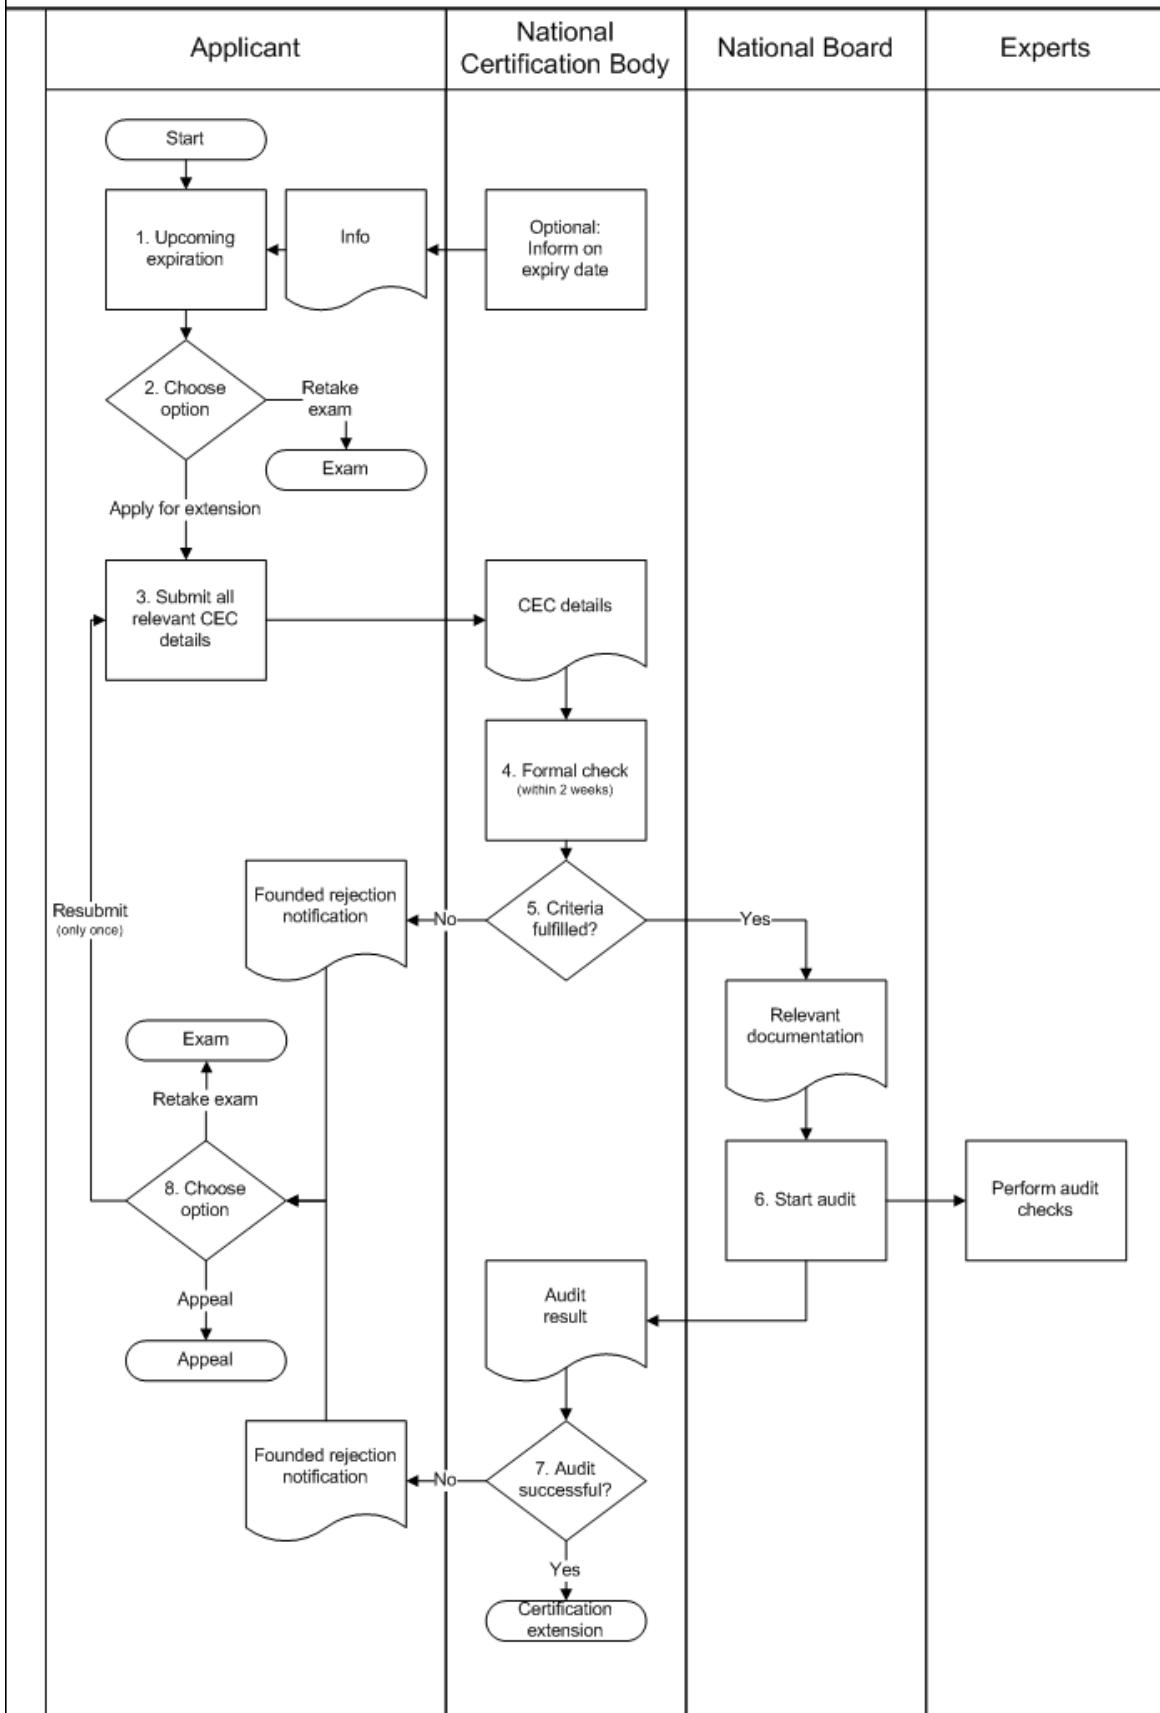 Applicant
National
Certification Body
National Board
Experts
Start
1. Upcoming
expiration
Info
Optional:
Inform on
expiry date
2. Choose
option
Retake
exam
Exam
Apply for extension
3. Submit all
relevant CEC
details
CEC details
4. Formal check
(within 2 weeks)
Founded rejection
notification
No
5. Criteria
fulfilled?
Yes
Resubmit
(only once)
Relevant
documentation
Exam
Retake exam
8. Choose
option
6. Start audit
Perform audit
checks
Appeal
Appeal
Audit
result
Founded rejection
notification
No
7. Audit
successful?
Yes
Certification
extension